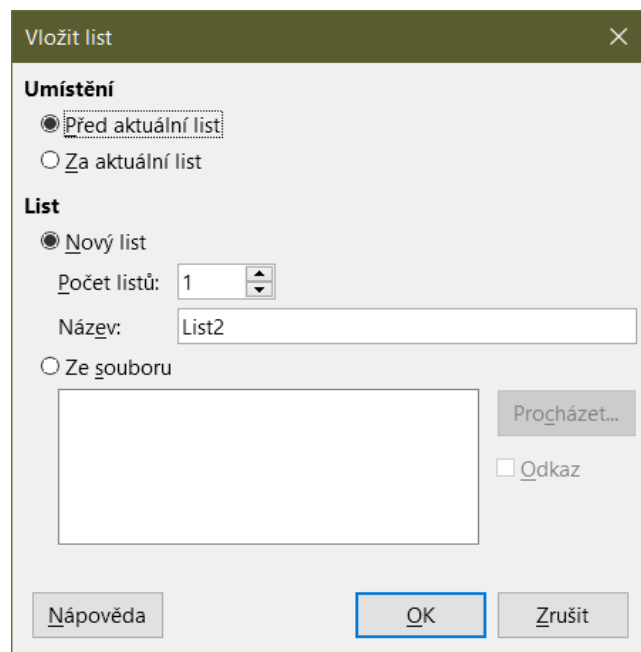 Vložit list
Umístění
Před aktuální list
Za aktuální list
List
Nový list
Počet listů: 1
Název: List2
Ze souboru
Procházet...
Odkaz
Nápověda OK Zrušit